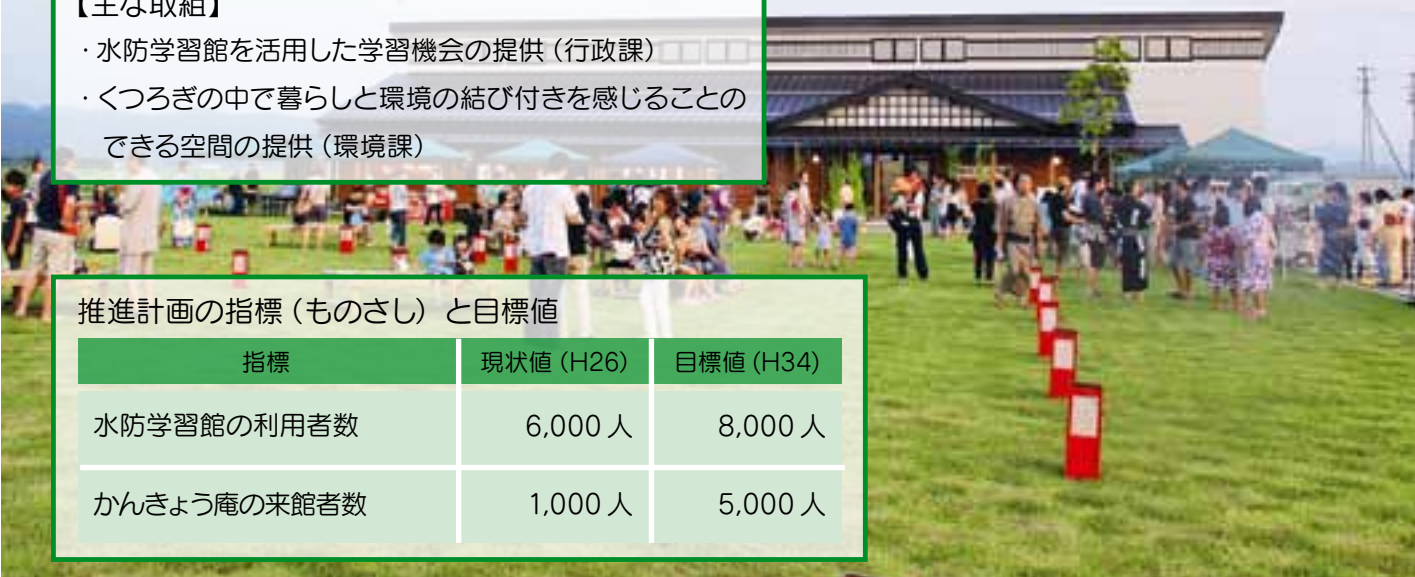 【主な取組】
・水防学習館を活用した学習機会の提供（行政課）
・くつろぎの中で暮らしと環境の結び付きを感じることの
できる空間の提供（環境課）
推進計画の指標（ものさし）と目標値
指標 現状値（H26） 目標値（H34）
水防学習館の利用者数 6,000人 8,000人
かんきょう庵の来館者数 1,000人 5,000人